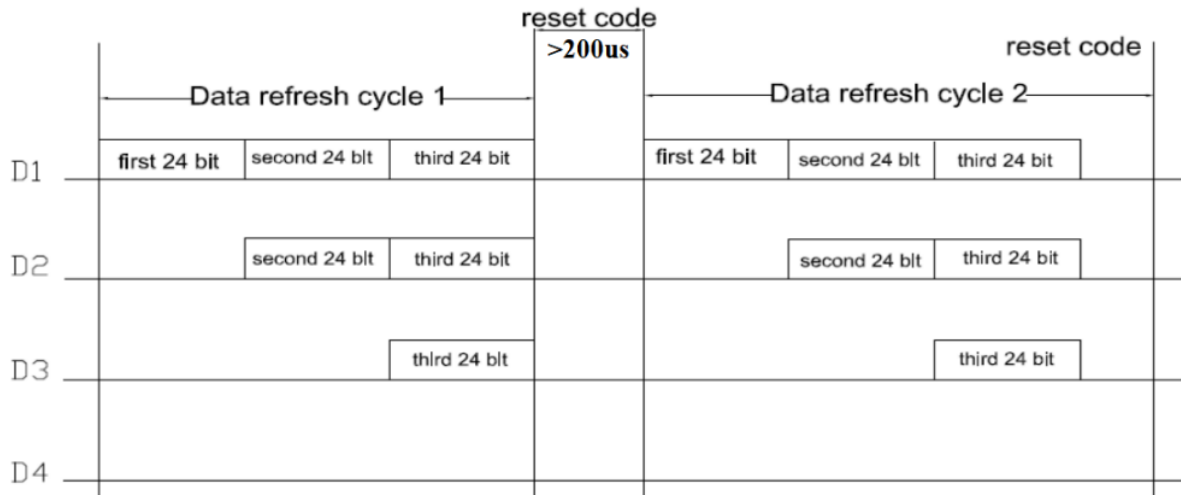 reset code
>200us
reset code
Data refresh cycle 1
Data refresh cycle 2
D1
first 24 bit
second 24 blt
third 24 bit
first 24 bit
second 24 blt
third 24 bit
D2
second 24 blt
third 24 bit
second 24 blt
third 24 bit
D3
thlrd 24 blt
third 24 bit
D4